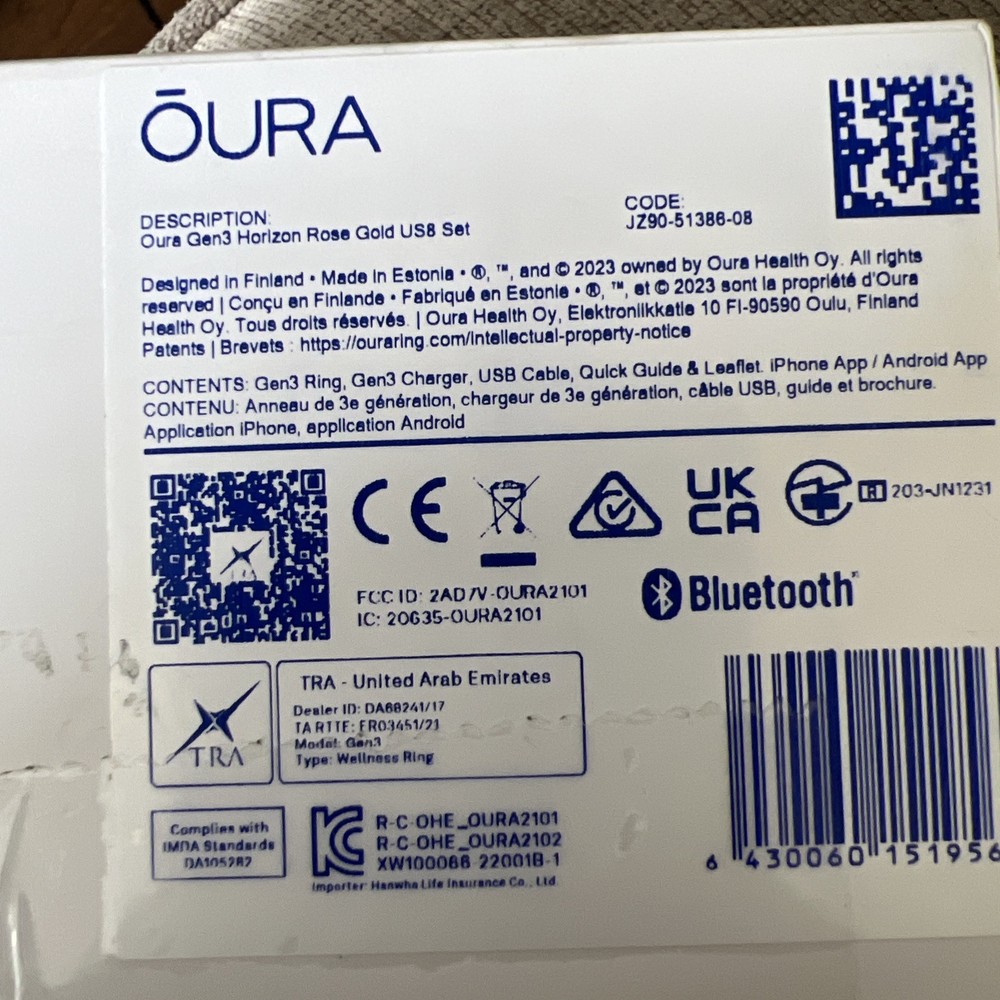 ŌURA
DESCRIPTION:
Oura Gen3 Horizon Rose Gold US8 Set
CODE:
JZ90-51386-08
Designed in Finland • Made in Estonia • ®, ™, and © 2023 owned by Oura Health Oy. All rights
reserved | Conçu en Finlande • Fabriqué en Estonie • ®, ™, et © 2023 sont la propriété d'Oura
Health Oy. Tous droits réservés. | Oura Health Oy, Elektroniikkatie 10 FI-90590 Oulu, Finland
Patents | Brevets : https://ouraring.com/intellectual-property-notice
CONTENTS: Gen3 Ring, Gen3 Charger, USB Cable, Quick Guide & Leaflet. iPhone App / Android App
CONTENU: Anneau de 3e génération, chargeur de 3e génération, câble USB, guide et brochure.
Application iPhone, application Android
CE
UK
CA
R 203-JN1231
FCC ID: 2AD7V-OURA2101
IC: 20635-OURA2101
Bluetooth
TRA
TRA - United Arab Emirates
Dealer ID: DA68241/17
TA RTTE: ER03451/21
Model: Gen3
Type: Wellness Ring
Complies with
IMDA Standards
DA105282
R-C-OHE_OURA2101
R-C-OHE_OURA2102
XW100068-22001B-1
Importer: Hanwha Life Insurance Co., Ltd.
6 430060 151956